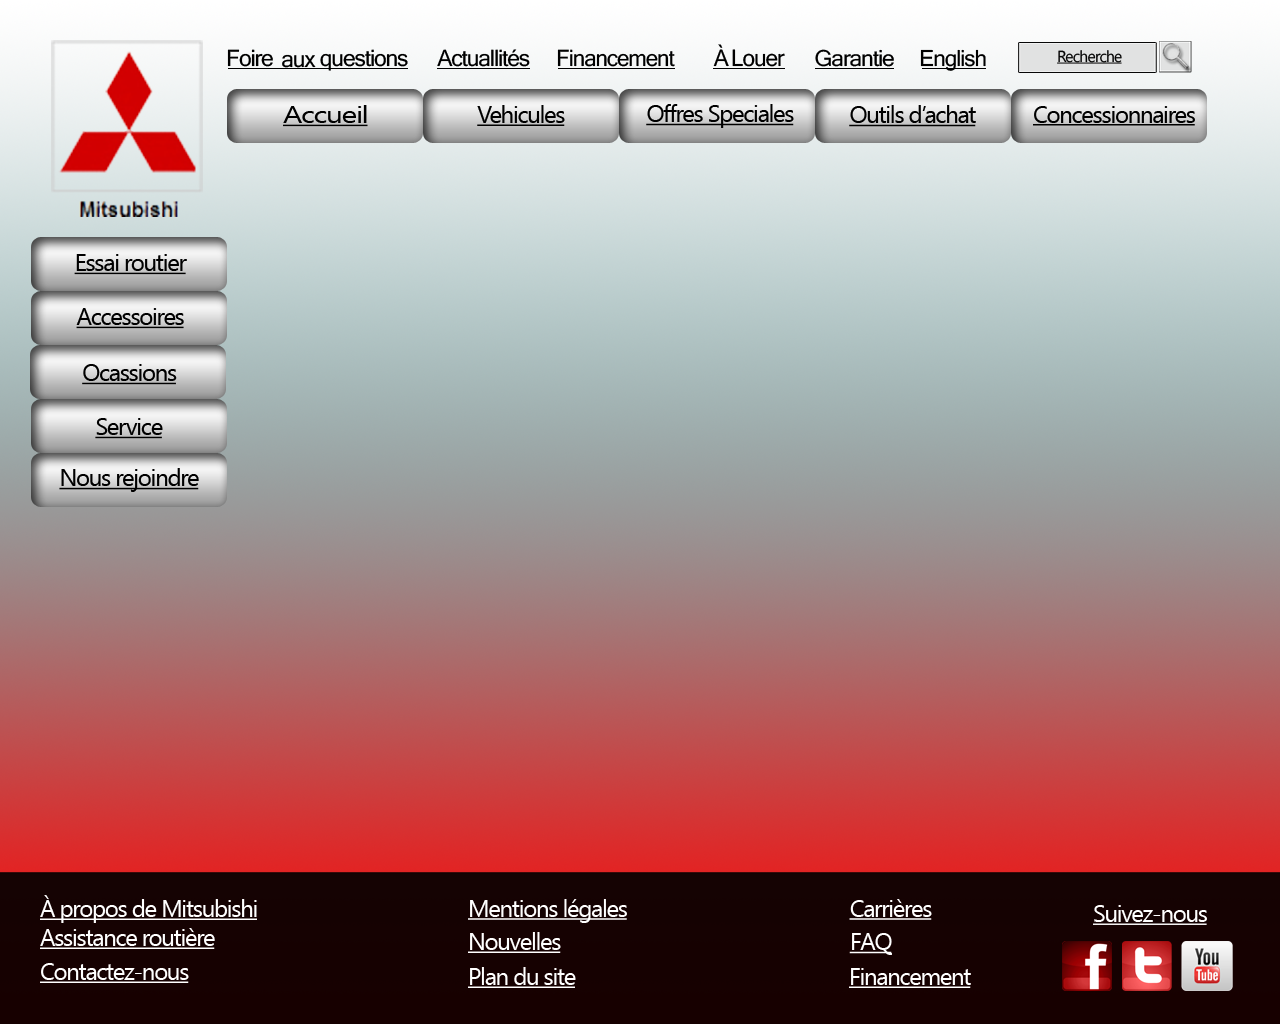 Foire aux questions Actuallités Financement À Louer Garantie English Recherche
Accueil Vehicules Offres Speciales Outils d'achat Concessionnaires
Mitsubishi
Essai routier
Accessoires
Ocassions
Service
Nous rejoindre
À propos de Mitsubishi Mentions légales Carrières Suivez-nous
Assistance routière Nouvelles FAQ
Contactez-nous Plan du site Financement
f t You Tube